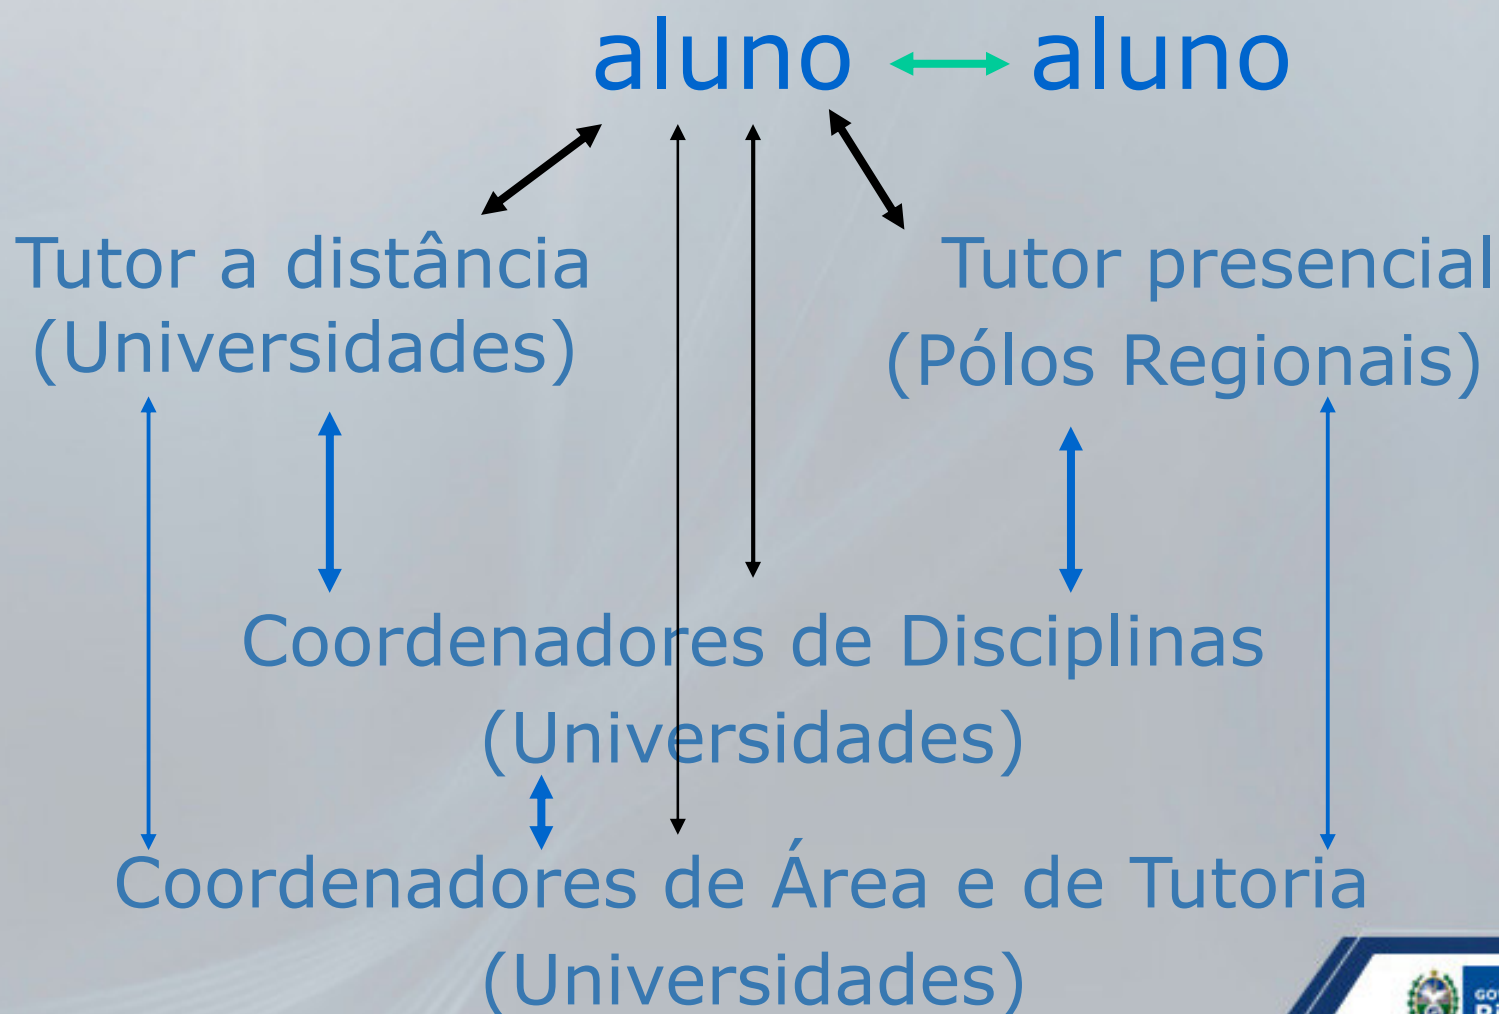 aluno aluno
Tutor a distância Tutor presencial
(Universidades) (Pólos Regionais)
Coordenadores de Disciplinas
(Universidades)
Coordenadores de Área e de Tutoria
(Universidades)